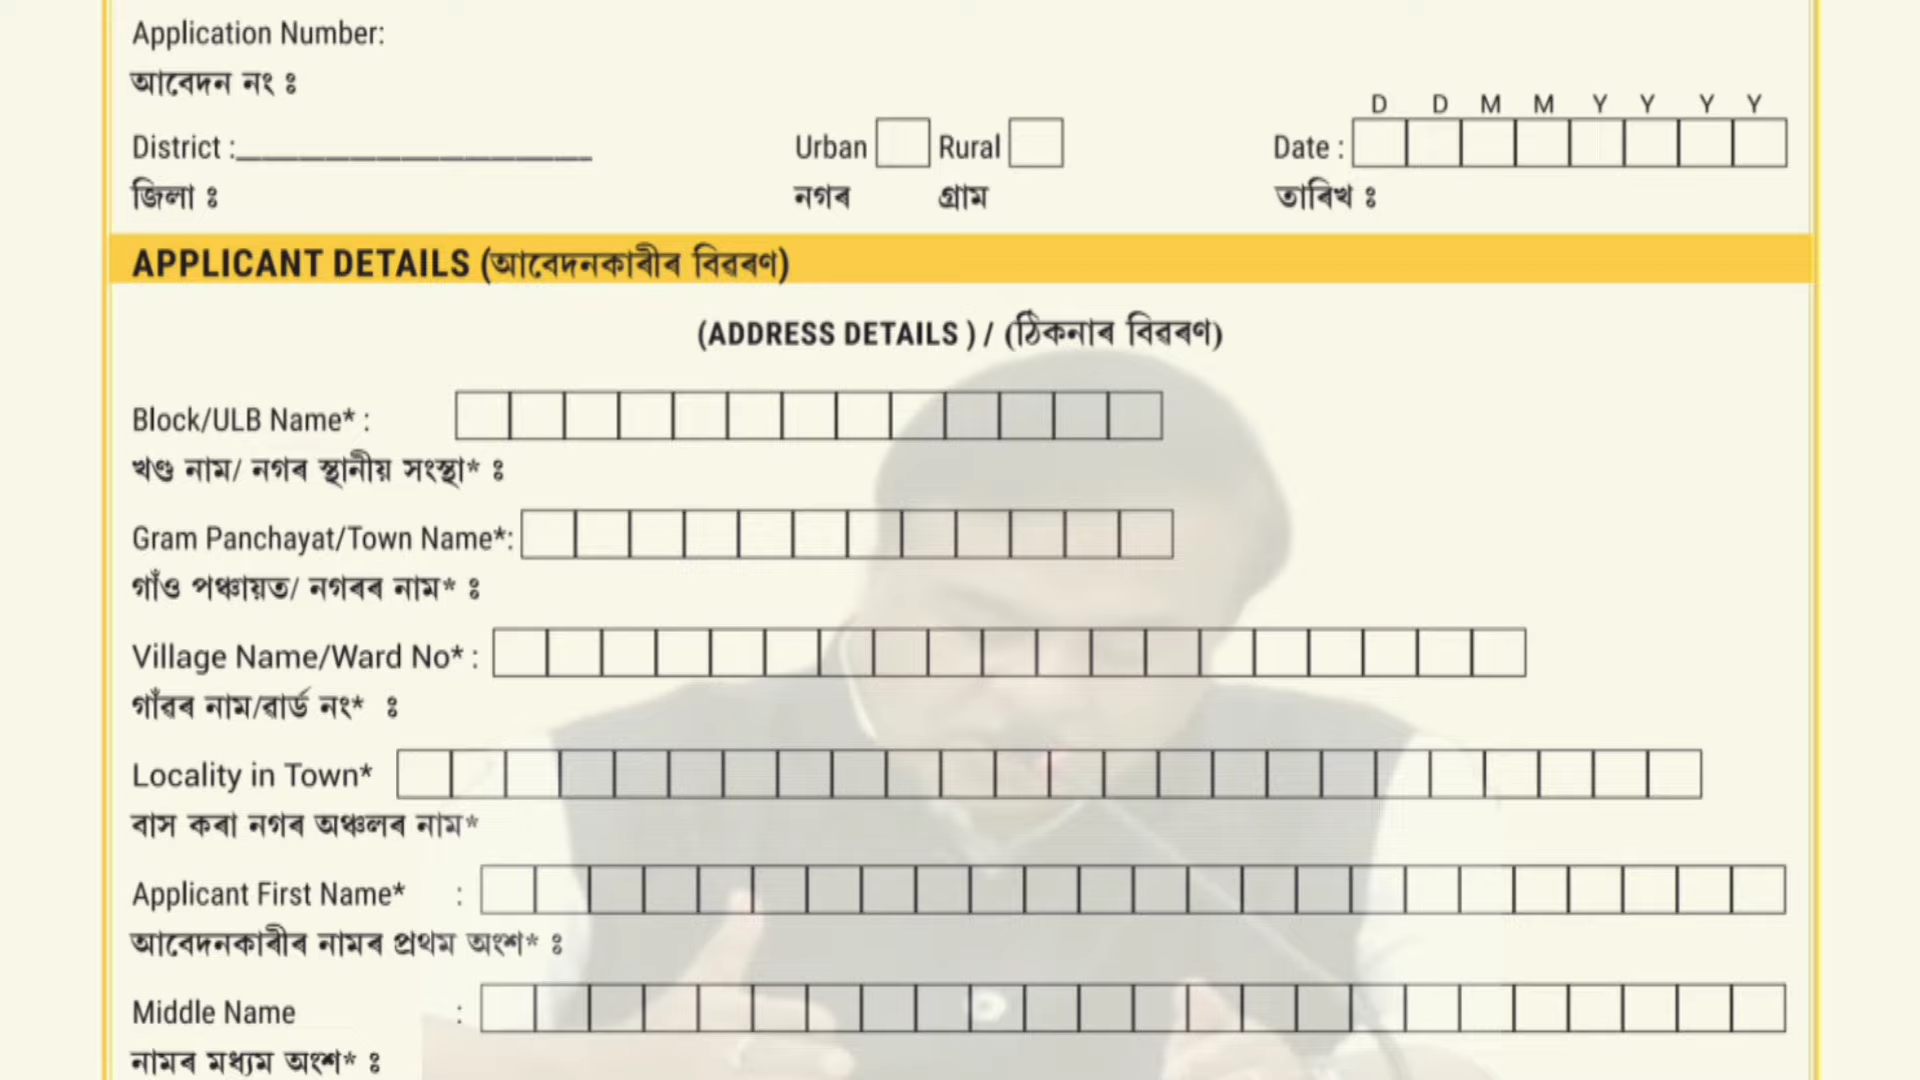 Application Number:
আবেদন নং ঃ
D D M M Y Y Y Y
District : Urban Rural Date :
জিলা ঃ নগৰ গ্ৰাম তাৰিখ ঃ
APPLICANT DETAILS (আবেদনকাৰীৰ বিৱৰণ)
(ADDRESS DETAILS ) / (ঠিকনাৰ বিৱৰণ)
Block/ULB Name* :
খণ্ড নাম/ নগৰ স্থানীয় সংস্থা* ঃ
Gram Panchayat/Town Name*:
গাঁও পঞ্চায়ত/ নগৰৰ নাম* ঃ
Village Name/Ward No* :
গাঁৱৰ নাম/ৱাৰ্ড নং* ঃ
Locality in Town*
বাস কৰা নগৰ অঞ্চলৰ নাম*
Applicant First Name* :
আবেদনকাৰীৰ নামৰ প্ৰথম অংশ* ঃ
Middle Name :
নামৰ মধ্যম অংশ* ঃ